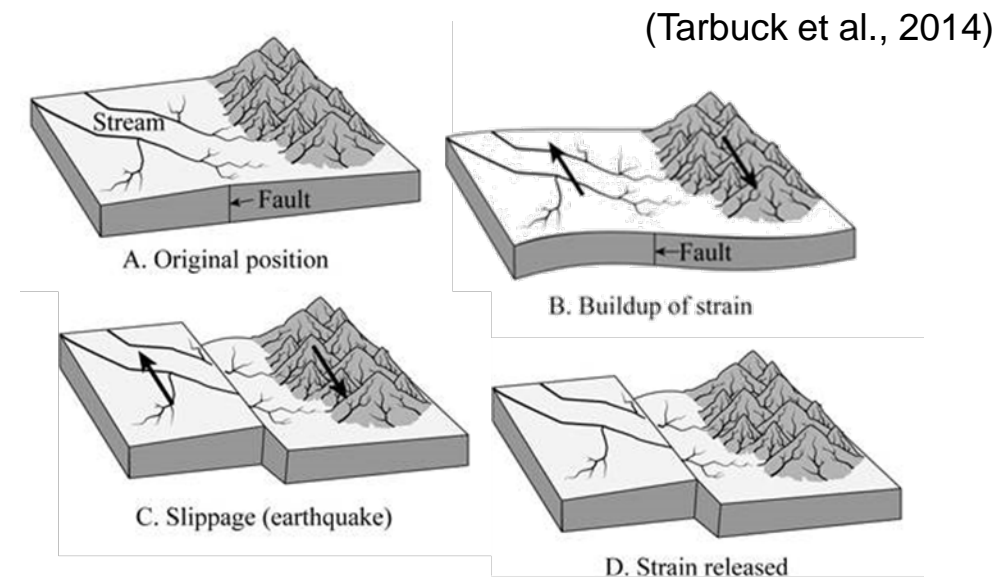 (Tarbuck et al., 2014)
Stream
Fault
A. Original position
Fault
B. Buildup of strain
C. Slippage (earthquake)
D. Strain released